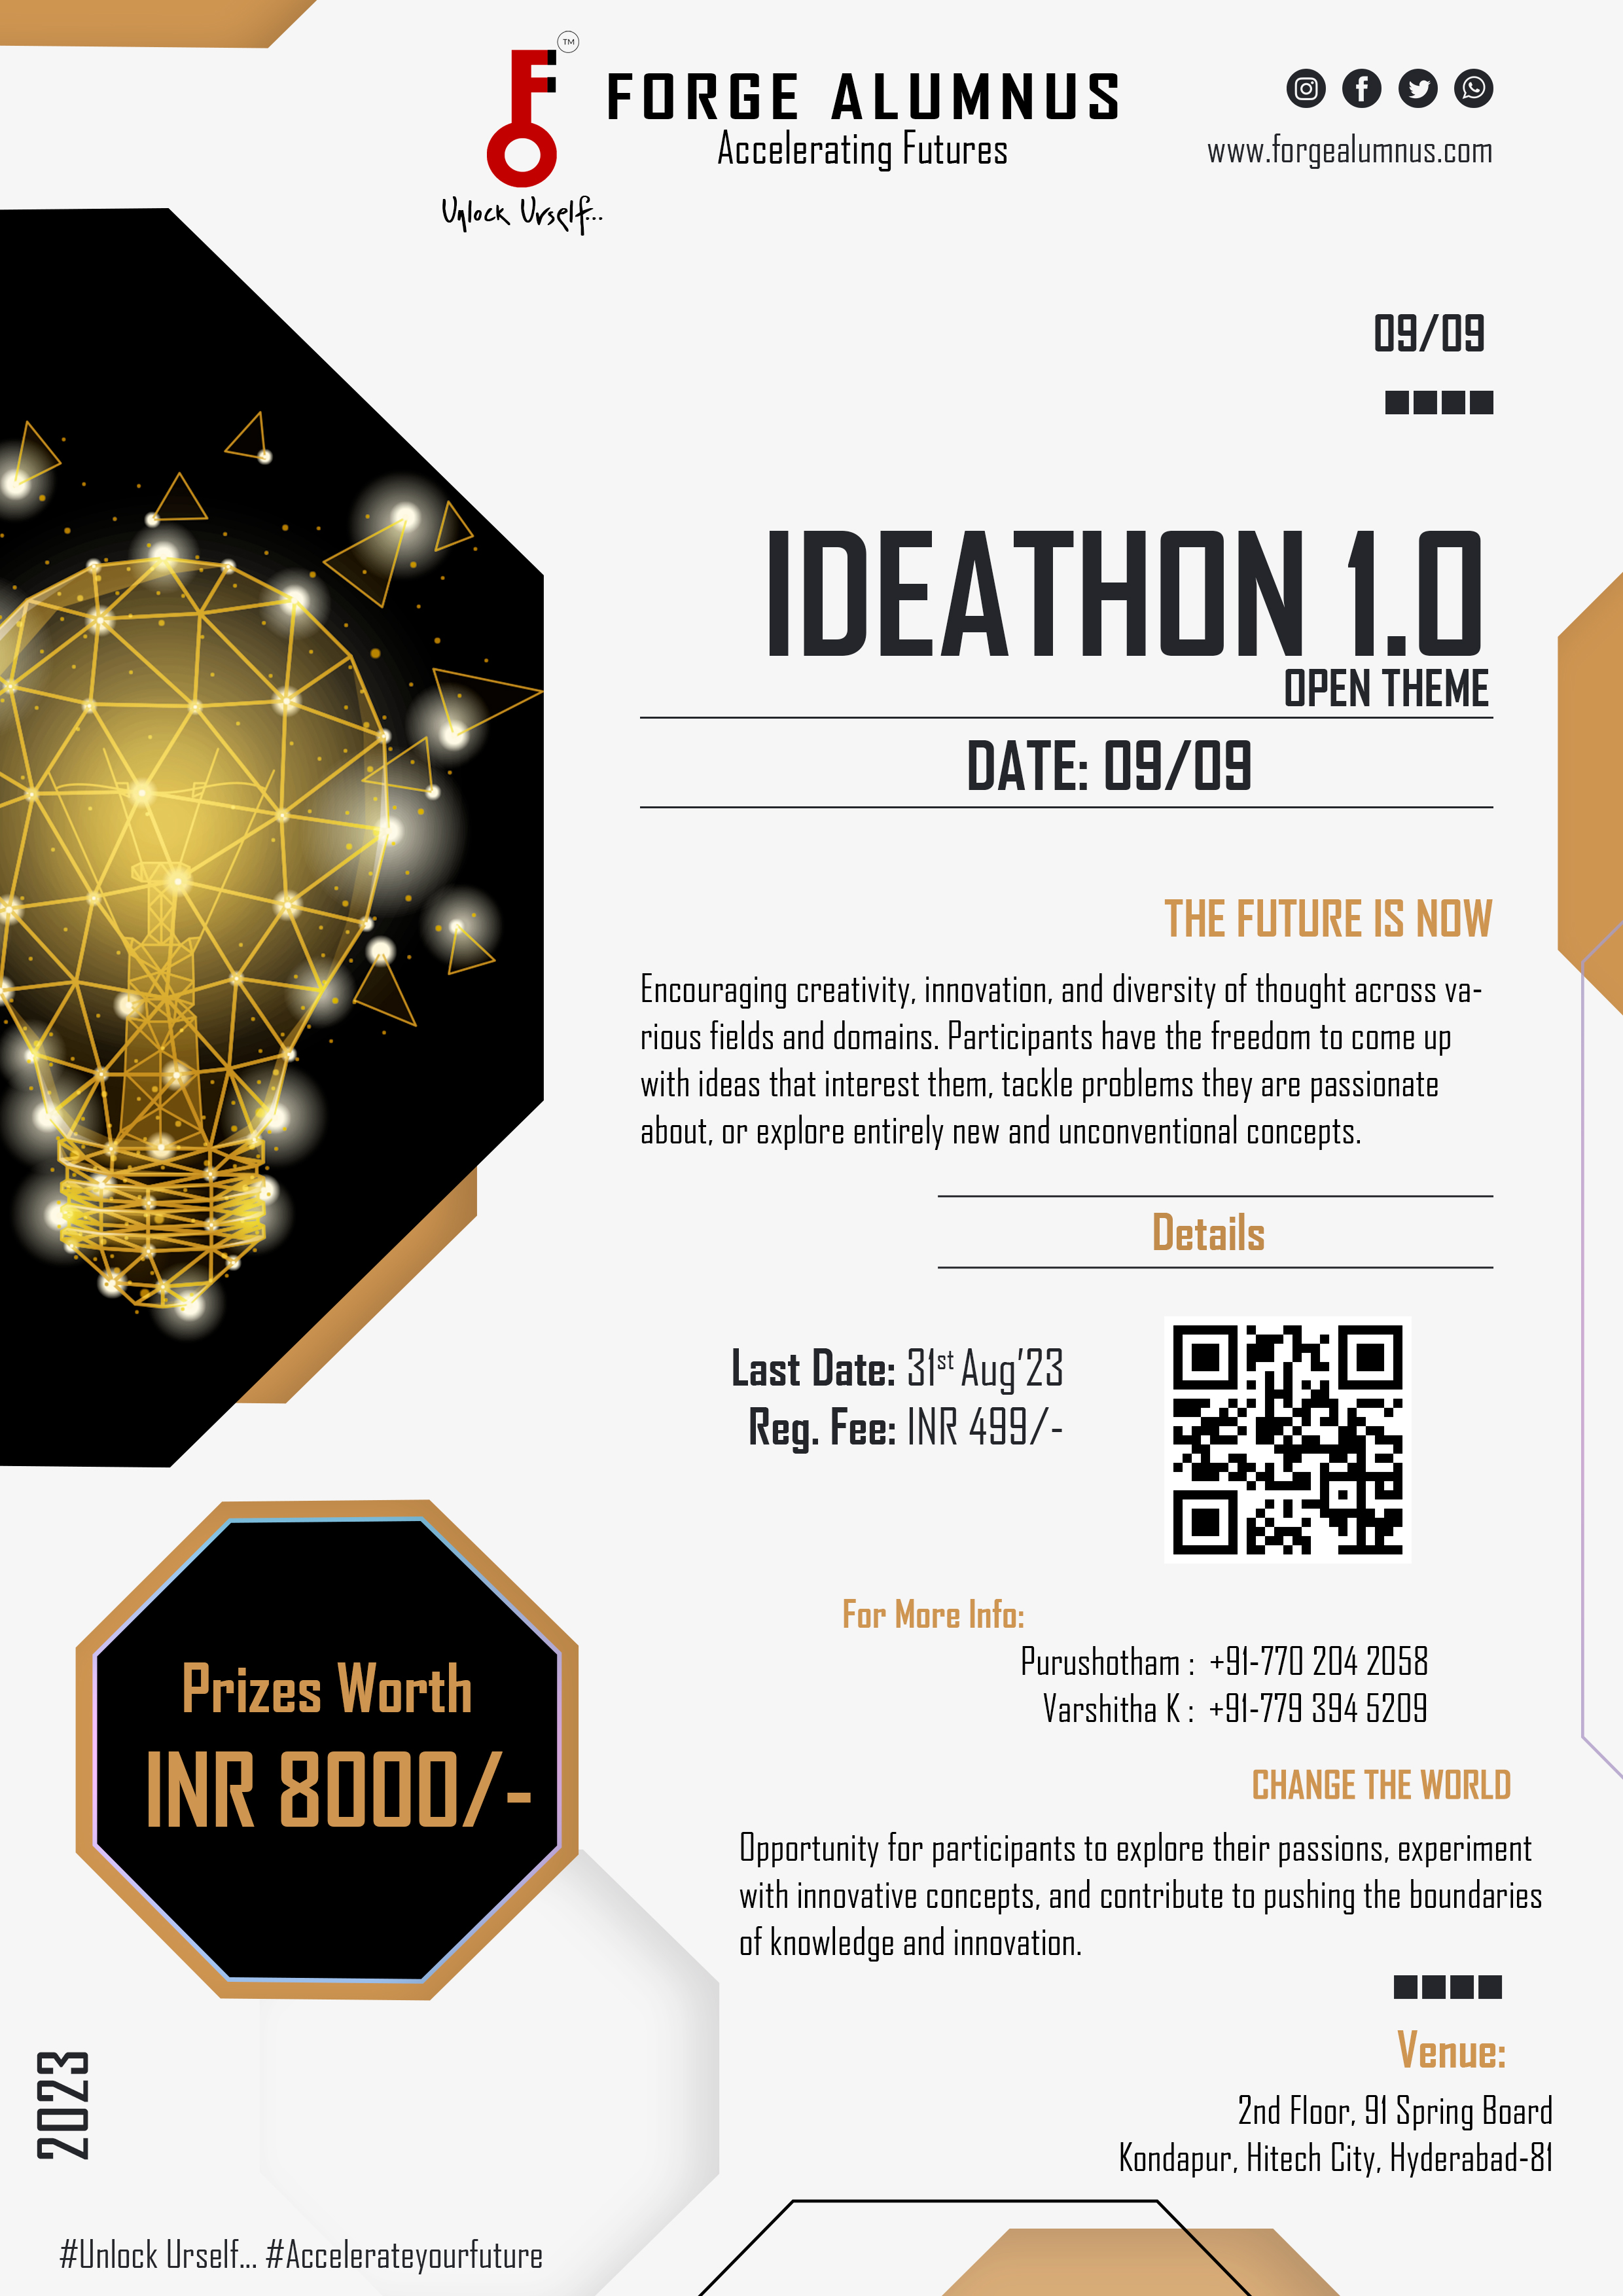 TM
FORGE ALUMNUS
Accelerating Futures
Unlock Urself...
www.forgealumnus.com
09/09
IDEATHON 1.0
OPEN THEME
DATE: 09/09
THE FUTURE IS NOW
Encouraging creativity, innovation, and diversity of thought across va-
rious fields and domains. Participants have the freedom to come up
with ideas that interest them, tackle problems they are passionate
about, or explore entirely new and unconventional concepts.
Details
Last Date: 31st Aug'23
Reg. Fee: INR 499/-
Prizes Worth
INR 8000/-
For More Info:
Purushotham : +91-770 204 2058
Varshitha K : +91-779 394 5209
CHANGE THE WORLD
Opportunity for participants to explore their passions, experiment
with innovative concepts, and contribute to pushing the boundaries
of knowledge and innovation.
Venue:
2nd Floor, 91 Spring Board
Kondapur, Hitech City, Hyderabad-81
2023
#Unlock Urself... #Accelerateyourfuture